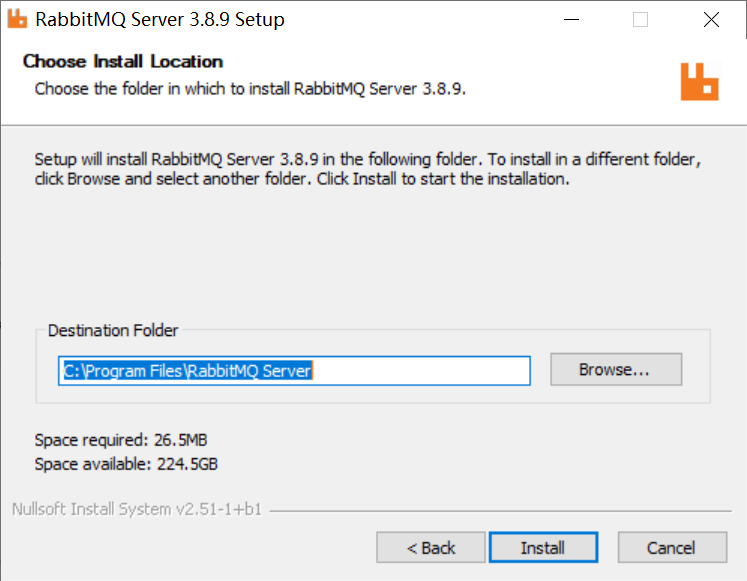 RabbitMQ Server 3.8.9 Setup
Choose Install Location
Choose the folder in which to install RabbitMQ Server 3.8.9.
Setup will install RabbitMQ Server 3.8.9 in the following folder. To install in a different folder,
click Browse and select another folder. Click Install to start the installation.
Destination Folder
C:\Program Files\RabbitMQ Server
Browse...
Space required: 26.5MB
Space available: 224.5GB
Nullsoft Install System v2.51-1+b1
< Back
Install
Cancel